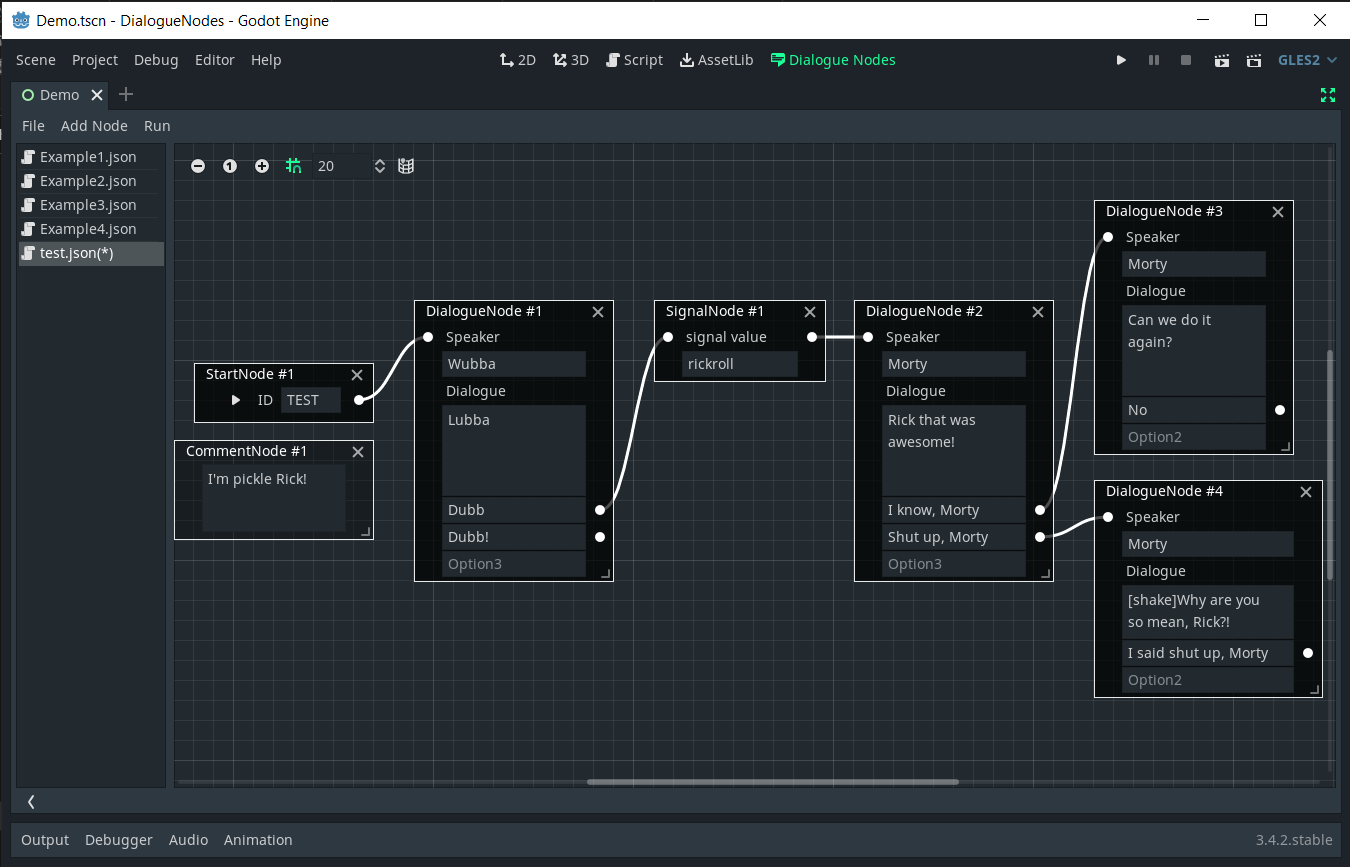 Demo.tscn - DialogueNodes - Godot Engine
Scene Project Debug Editor Help
2D 3D Script AssetLib Dialogue Nodes
GLES2
Demo
File Add Node Run
Example1.json
Example2.json
Example3.json
Example4.json
test.json(*)
1
20
StartNode #1
ID TEST
CommentNode #1
I'm pickle Rick!
DialogueNode #1
Speaker
Wubba
Dialogue
Lubba
Dubb
Dubb!
Option3
SignalNode #1
signal value
rickroll
DialogueNode #2
Speaker
Morty
Dialogue
Rick that was
awesome!
I know, Morty
Shut up, Morty
Option3
DialogueNode #3
Speaker
Morty
Dialogue
Can we do it
again?
No
Option2
DialogueNode #4
Speaker
Morty
Dialogue
[shake]Why are you
so mean, Rick?!
I said shut up, Morty
Option2
Output Debugger Audio Animation
3.4.2.stable